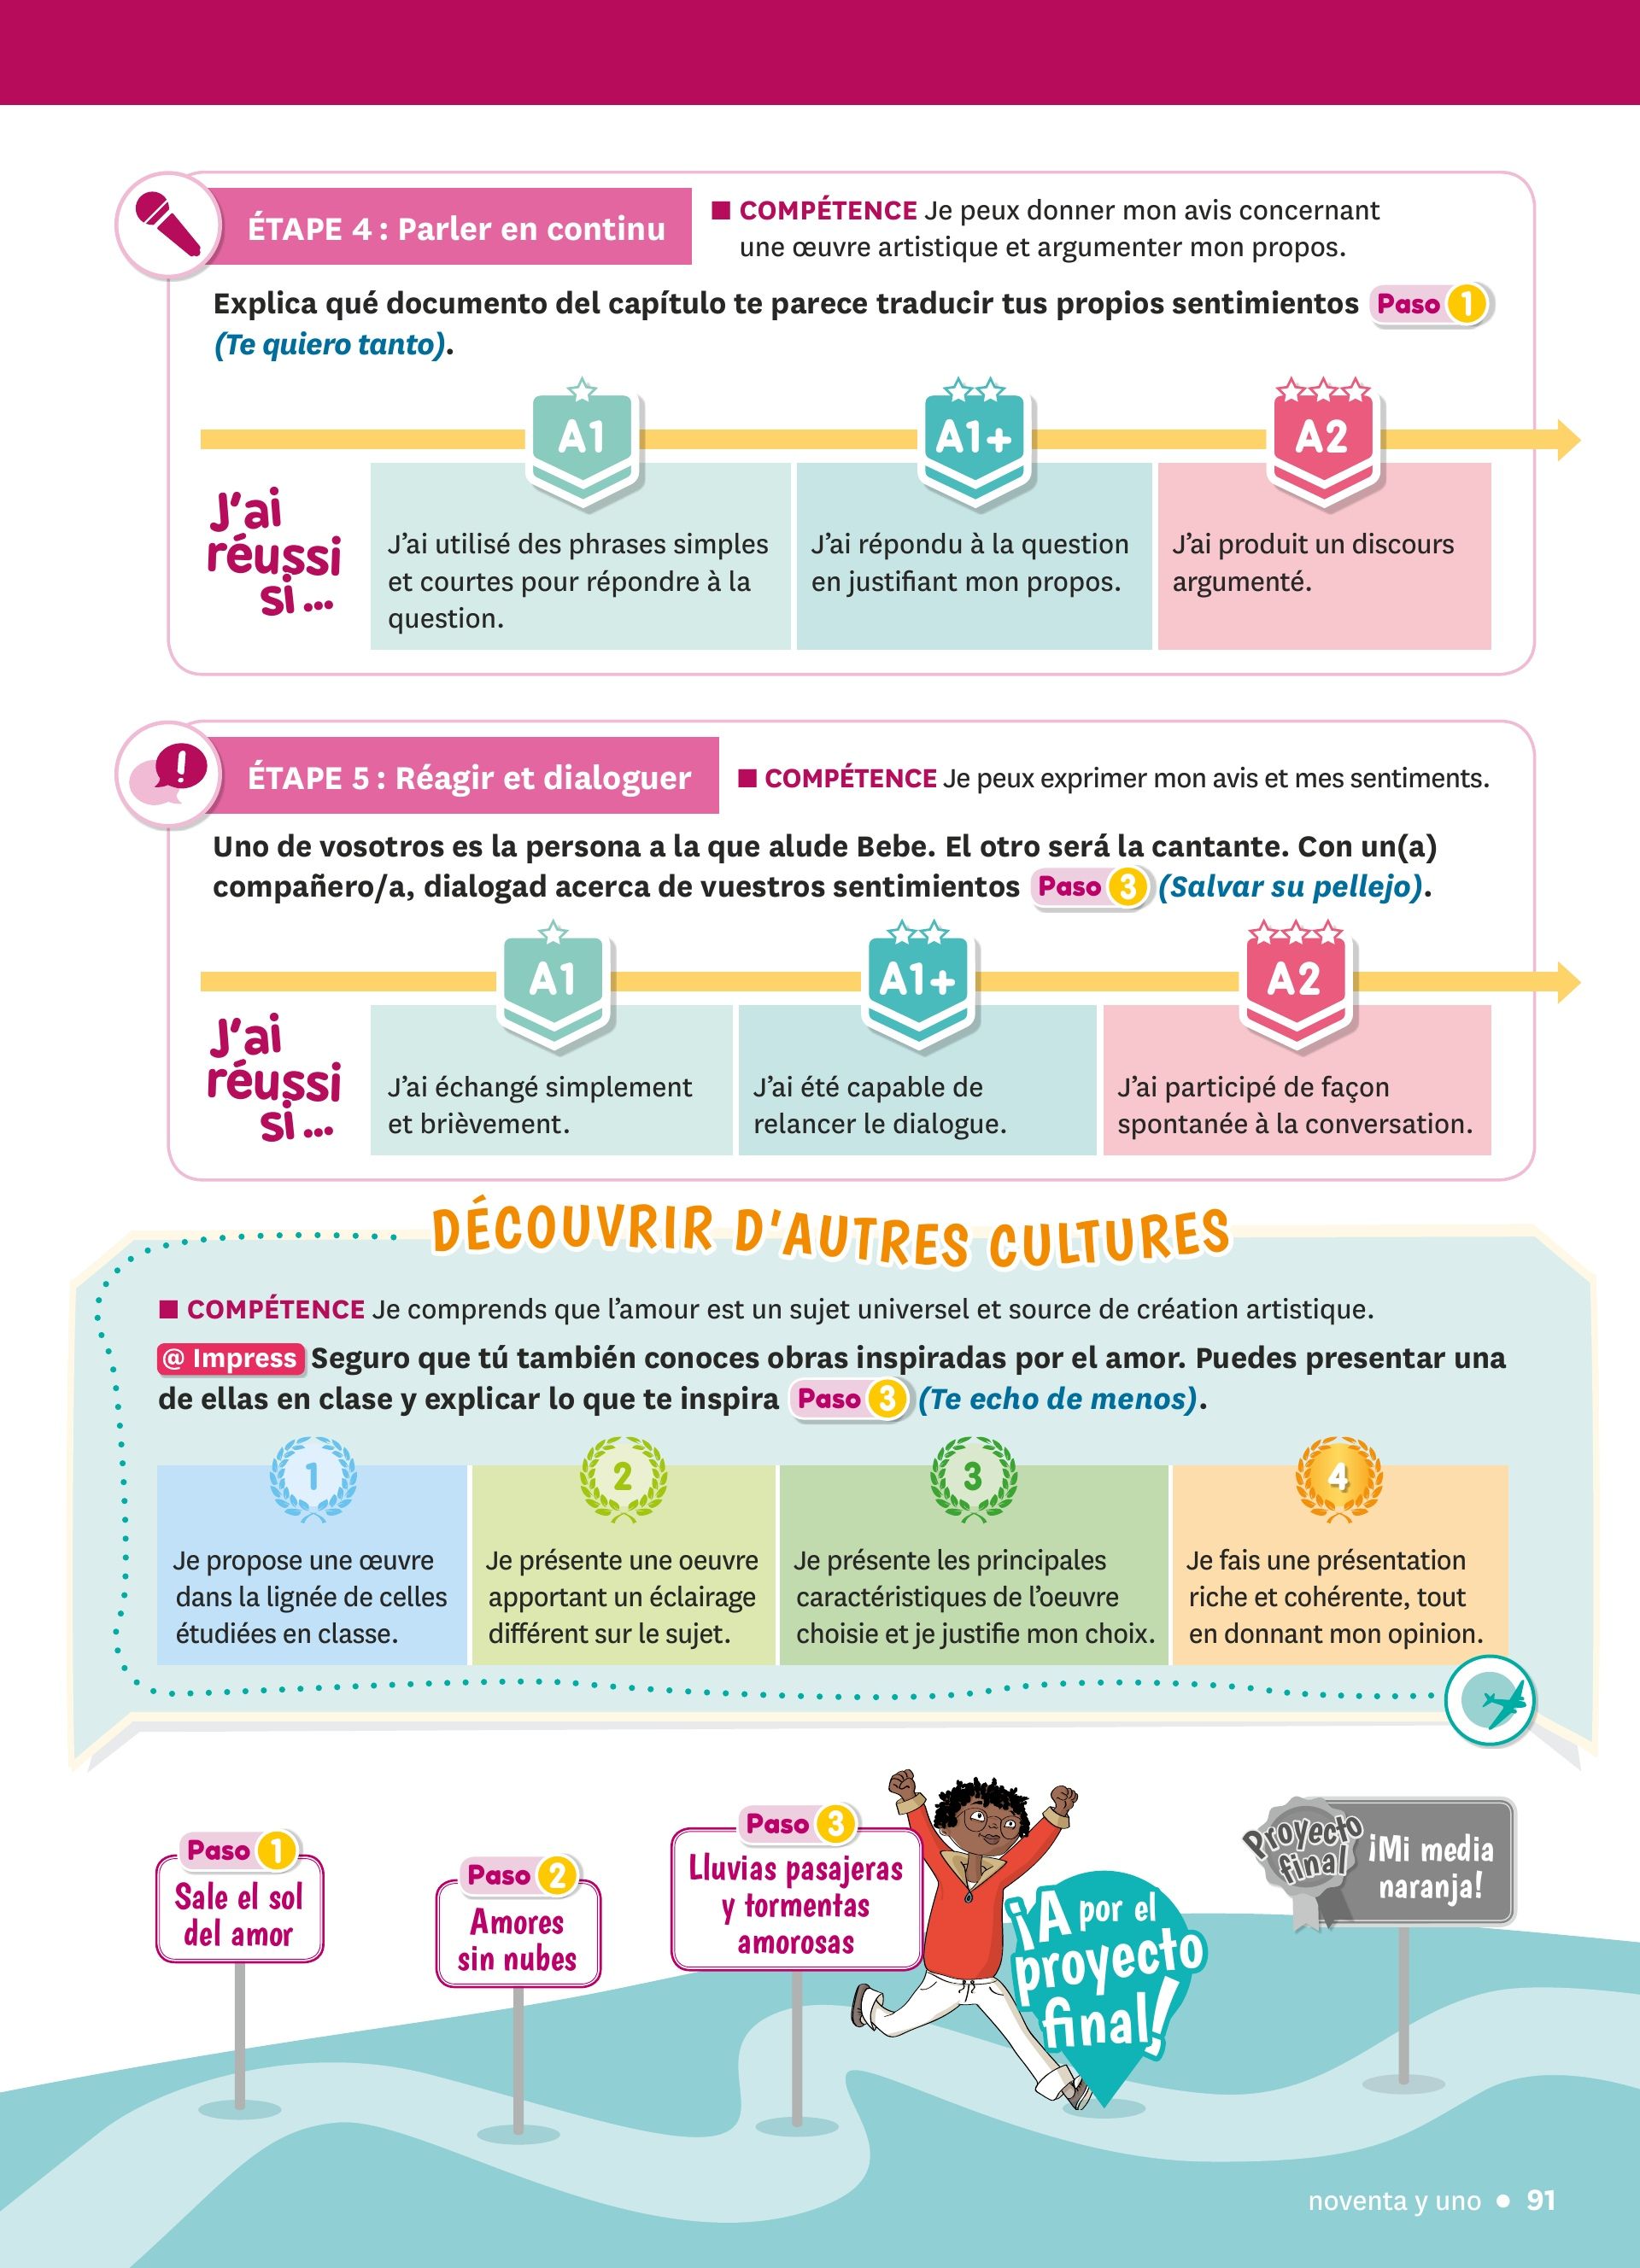 ÉTAPE 4 : Parler en continu
■ COMPÉTENCE Je peux donner mon avis concernant
une œuvre artistique et argumenter mon propos.
Explica qué documento del capítulo te parece traducir tus propios sentimientos Paso 1
(Te quiero tanto).
A1
A1+
A2
J'ai
réussi
si ...
J'ai utilisé des phrases simples
et courtes pour répondre à la
question.
J'ai répondu à la question
en justifiant mon propos.
J'ai produit un discours
argumenté.
!
ÉTAPE 5 : Réagir et dialoguer
■ COMPÉTENCE Je peux exprimer mon avis et mes sentiments.
Uno de vosotros es la persona a la que alude Bebe. El otro será la cantante. Con un(a)
compañero/a, dialogad acerca de vuestros sentimientos Paso 3 (Salvar su pellejo).
A1
A1+
A2
J'ai
réussi
si ...
J'ai échangé simplement
et brièvement.
J'ai été capable de
relancer le dialogue.
J'ai participé de façon
spontanée à la conversation.
DÉCOUVRIR D'AUTRES CULTURES
■ COMPÉTENCE Je comprends que l'amour est un sujet universel et source de création artistique.
@ Impress Seguro que tú también conoces obras inspiradas por el amor. Puedes presentar una
de ellas en clase y explicar lo que te inspira Paso 3 (Te echo de menos).
1
Je propose une œuvre
dans la lignée de celles
étudiées en classe.
2
Je présente une oeuvre
apportant un éclairage
différent sur le sujet.
3
Je présente les principales
caractéristiques de l'oeuvre
choisie et je justifie mon choix.
4
Je fais une présentation
riche et cohérente, tout
en donnant mon opinion.
Paso 1
Sale el sol
del amor
Paso 2
Amores
sin nubes
Paso 3
Lluvias pasajeras
y tormentas
amorosas
¡A por el
proyecto
final!
Proyecto
final
¡Mi media
naranja!
noventa y uno • 91